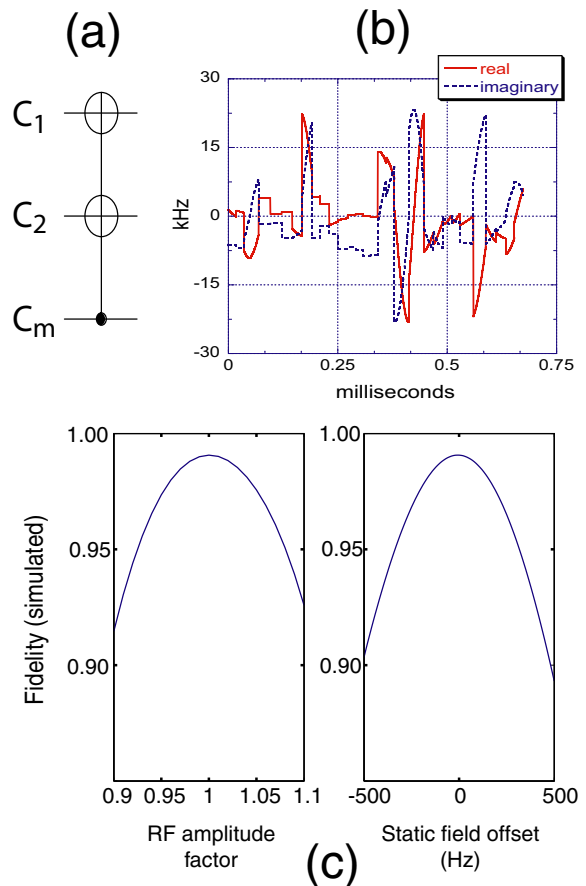 (a)
(b)
C1
C2
Cm
real
imaginary
30
15
0
-15
-30
kHz
0
0.25
0.5
0.75
milliseconds
1.00
0.95
0.90
Fidelity (simulated)
0.9
0.95
1
1.05
1.1
RF amplitude
factor
1.00
0.95
0.90
-500
0
500
Static field offset
(Hz)
(c)